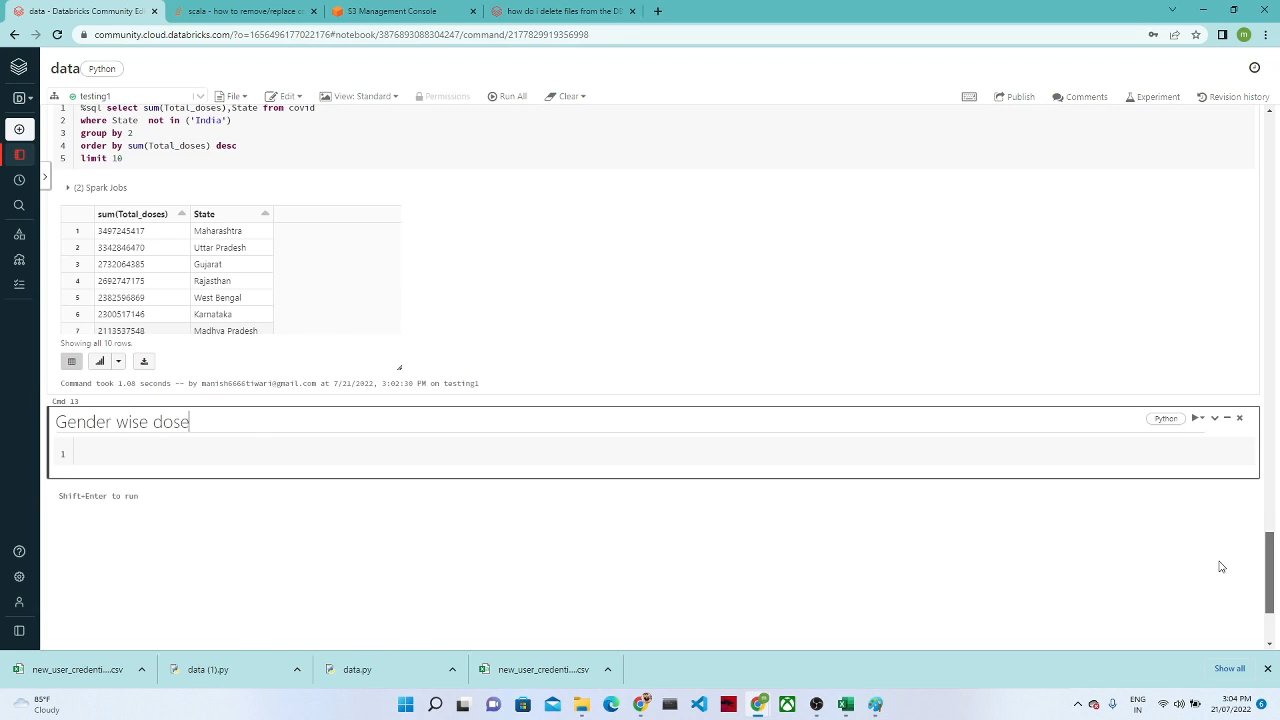 data - Databricks Community Edi
scala - how to remove/replace co
S3 Management Console
how do i delete files from the DB
community.cloud.databricks.com/?o=1656496177022176#notebook/3876893088304247/command/2177829919356998
m
data
Python
D
testing1
File
Edit
View: Standard
Permissions
Run All
Clear
Publish
Comments
Experiment
Revision history
1 %sql select sum(Total_doses),State from covid
2 where State not in ('India')
3 group by 2
4 order by sum(Total_doses) desc
5 limit 10
(2) Spark Jobs
sum(Total_doses) State
1 3497245417 Maharashtra
2 3342846470 Uttar Pradesh
3 2732064385 Gujarat
4 2692747175 Rajasthan
5 2382596869 West Bengal
6 2300517146 Karnataka
7 2113537548 Madhya Pradesh
Showing all 10 rows.
Command took 1.08 seconds -- by manish6666tiwari@gmail.com at 7/21/2022, 3:02:30 PM on testing1
Cmd 13
Gender wise dose
Python
1
Shift+Enter to run
new_user_credenti....csv
data (1).py
data.py
new_user_credenti....csv
Show all
85°F
Cloudy
ENG
IN
3:04 PM
21/07/2022